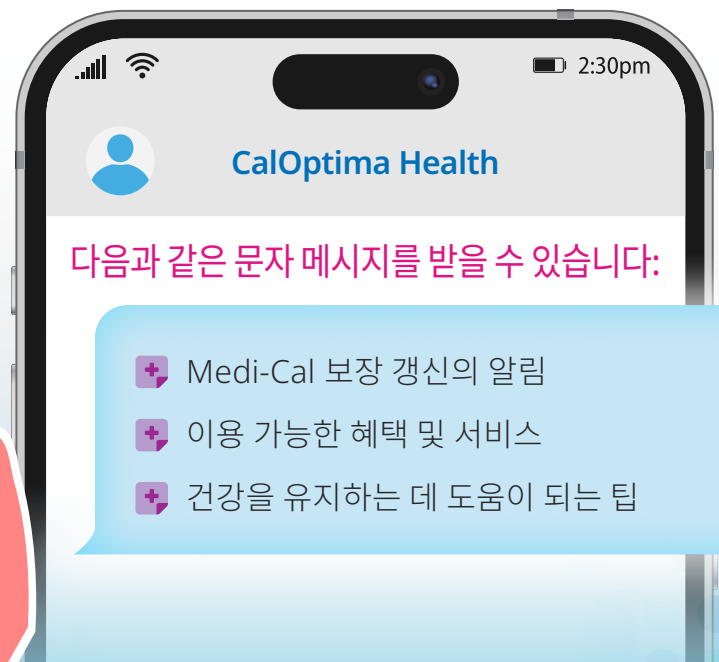 2:30pm
CalOptima Health
다음과 같은 문자 메시지를 받을 수 있습니다:
Medi-Cal 보장 갱신의 알림
이용 가능한 혜택 및 서비스
건강을 유지하는 데 도움이 되는 팁